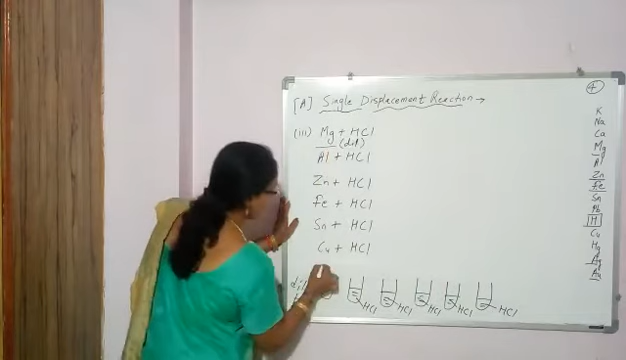 [A] Single Displacement Reaction →
(iii) Mg + HCl
(dil)
Al + HCl
Zn + HCl
Fe + HCl
Sn + HCl
Cu + HCl
dil
HCl HCl HCl HCl HCl
4
K
Na
Ca
Mg
Al
Zn
Fe
Sn
Pb
H
Cu
Hg
Ag
Au